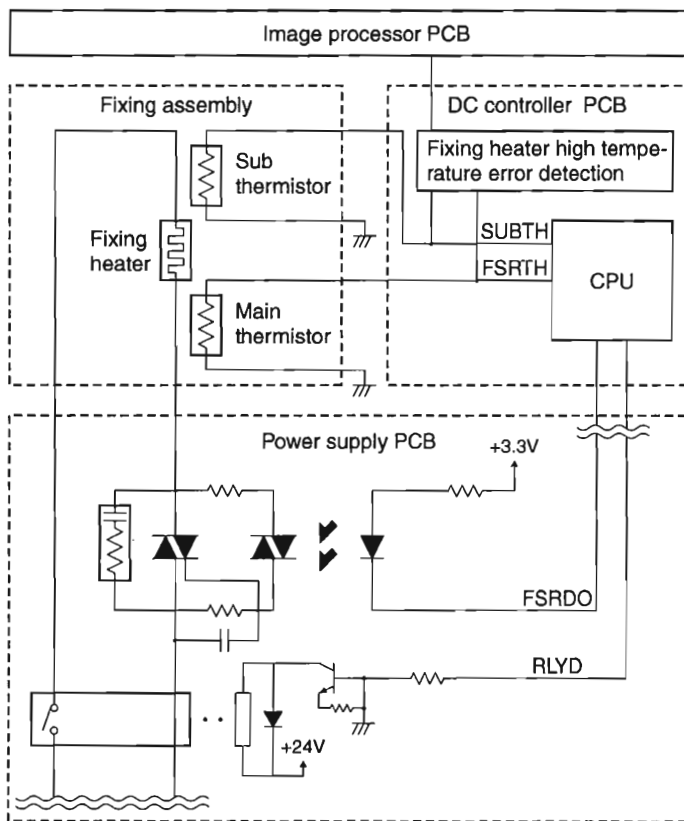 Image processor PCB
Fixing assembly
DC controller PCB
Sub
thermistor
Fixing heater high tempe-
rature error detection
SUBTH
Fixing
heater
FSRTH
CPU
Main
thermistor
Power supply PCB
+3.3V
FSRDO
RLYD
+24V